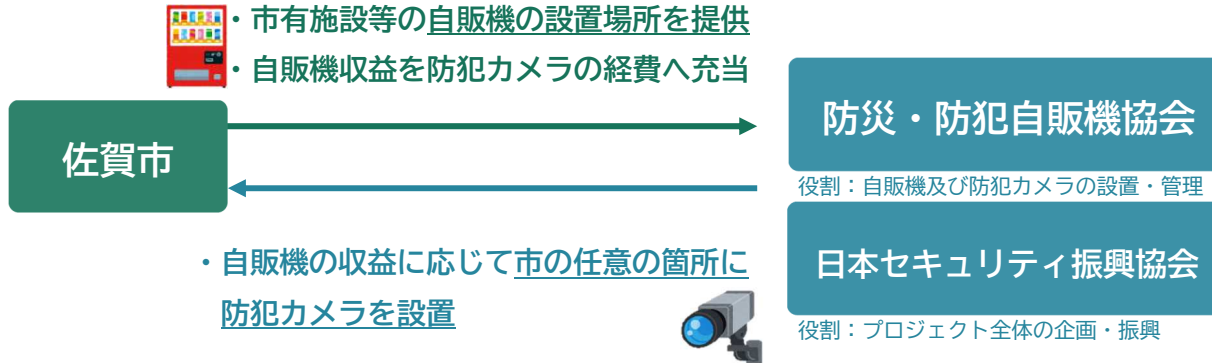 ・市有施設等の自販機の設置場所を提供
・自販機収益を防犯カメラの経費へ充当
佐賀市
防災・防犯自販機協会
役割：自販機及び防犯カメラの設置・管理
日本セキュリティ振興協会
役割：プロジェクト全体の企画・振興
・自販機の収益に応じて市の任意の箇所に
防犯カメラを設置